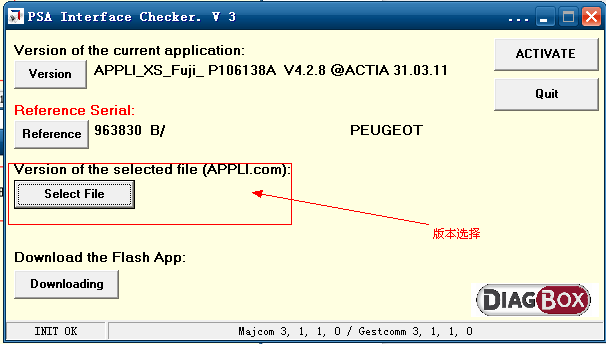 PSA Interface Checker. V 3
...
Version of the current application:
Version
APPLI_XS_Fuji_ P106138A V4.2.8 @ACTIA 31.03.11
ACTIVATE
Quit
Reference Serial:
Reference
963830 B/
PEUGEOT
Version of the selected file (APPLI.com):
Select File
版本选择
Download the Flash App:
Downloading
DIAGBOX
INIT OK
Majcom 3, 1, 1, 0 / Gestcomm 3, 1, 1, 0